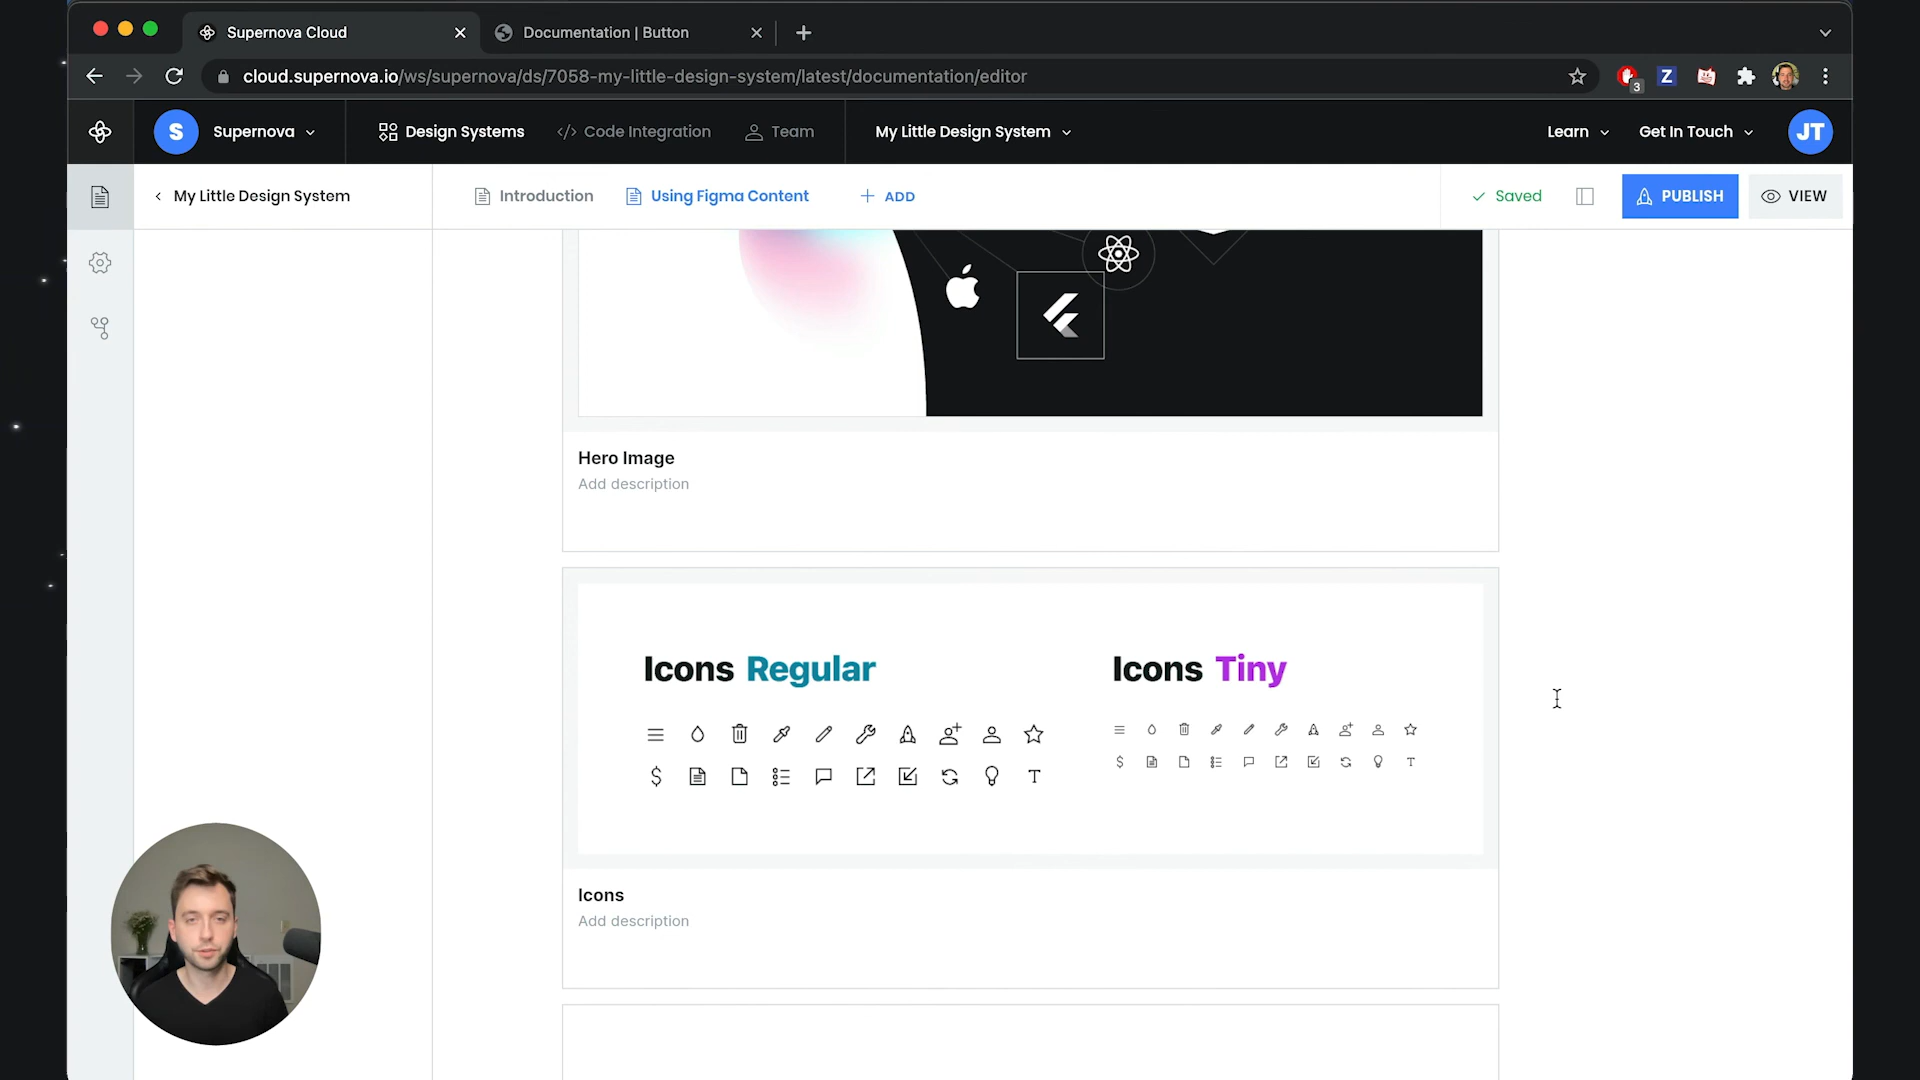 Supernova Cloud
Documentation | Button
cloud.supernova.io/ws/supernova/ds/7058-my-little-design-system/latest/documentation/editor
3
Z
S
Supernova
Design Systems
Code Integration
Team
My Little Design System
Learn
Get In Touch
JT
My Little Design System
Introduction
Using Figma Content
ADD
Saved
PUBLISH
VIEW
Hero Image
Add description
Icons Regular
Icons Tiny
Icons
Add description